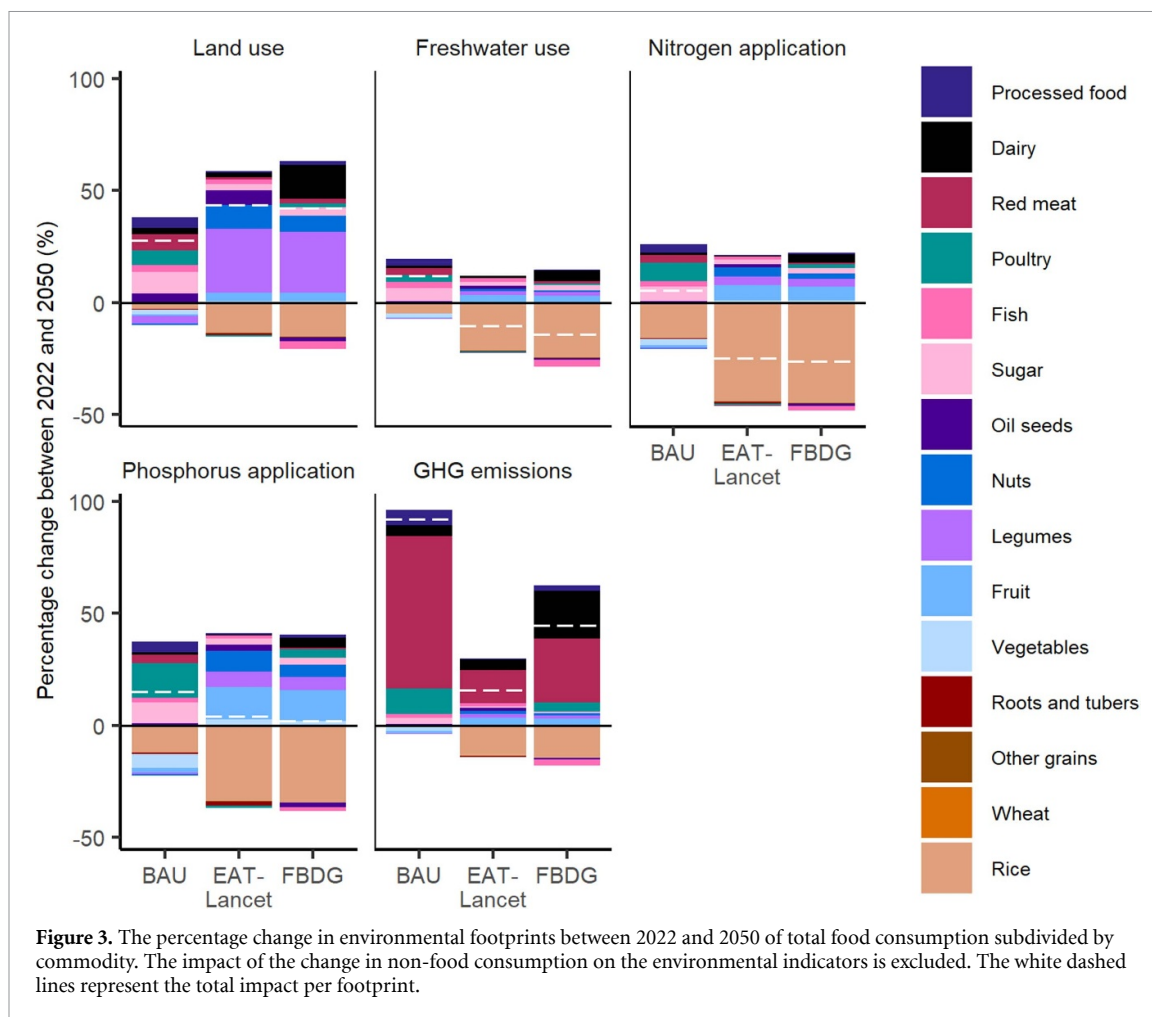 Land use
Freshwater use
Nitrogen application
Percentage change between 2022 and 2050 (%)
100
50
0
-50
BAU
EAT-
Lancet
FBDG
Phosphorus application
GHG emissions
100
50
0
-50
BAU
EAT-
Lancet
FBDG
BAU
EAT-
Lancet
FBDG
Processed food
Dairy
Red meat
Poultry
Fish
Sugar
Oil seeds
Nuts
Legumes
Fruit
Vegetables
Roots and tubers
Other grains
Wheat
Rice
Figure 3. The percentage change in environmental footprints between 2022 and 2050 of total food consumption subdivided by
commodity. The impact of the change in non-food consumption on the environmental indicators is excluded. The white dashed
lines represent the total impact per footprint.